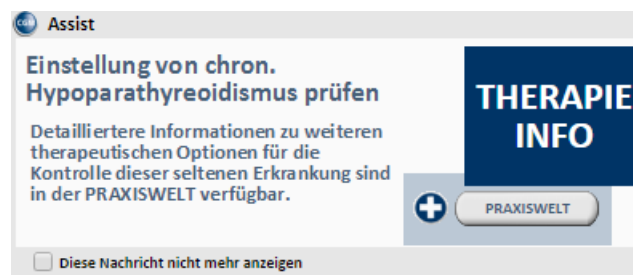 CGM Assist
Einstellung von chron.
Hypoparathyreoidismus prüfen
THERAPIE
INFO
Detailliertere Informationen zu weiteren
therapeutischen Optionen für die
Kontrolle dieser seltenen Erkrankung sind
in der PRAXISWELT verfügbar.
PRAXISWELT
Diese Nachricht nicht mehr anzeigen